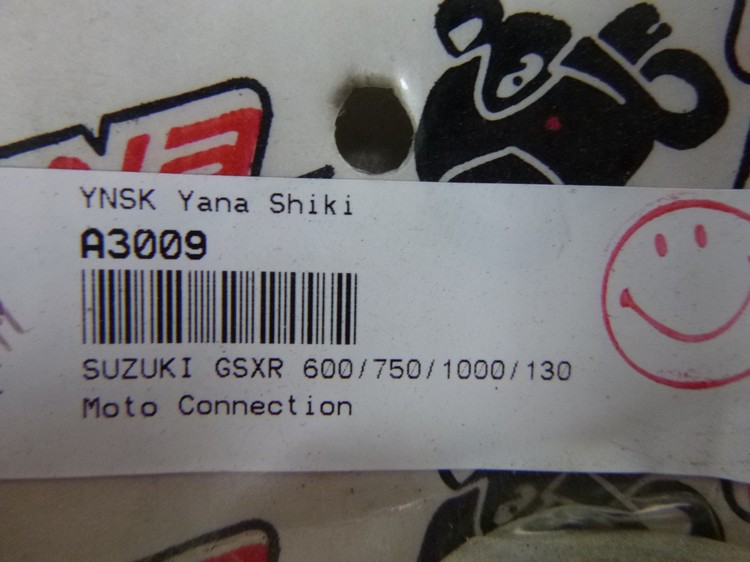 YNSK Yana Shiki
A3009
SUZUKI GSXR 600/750/1000/130
Moto Connection